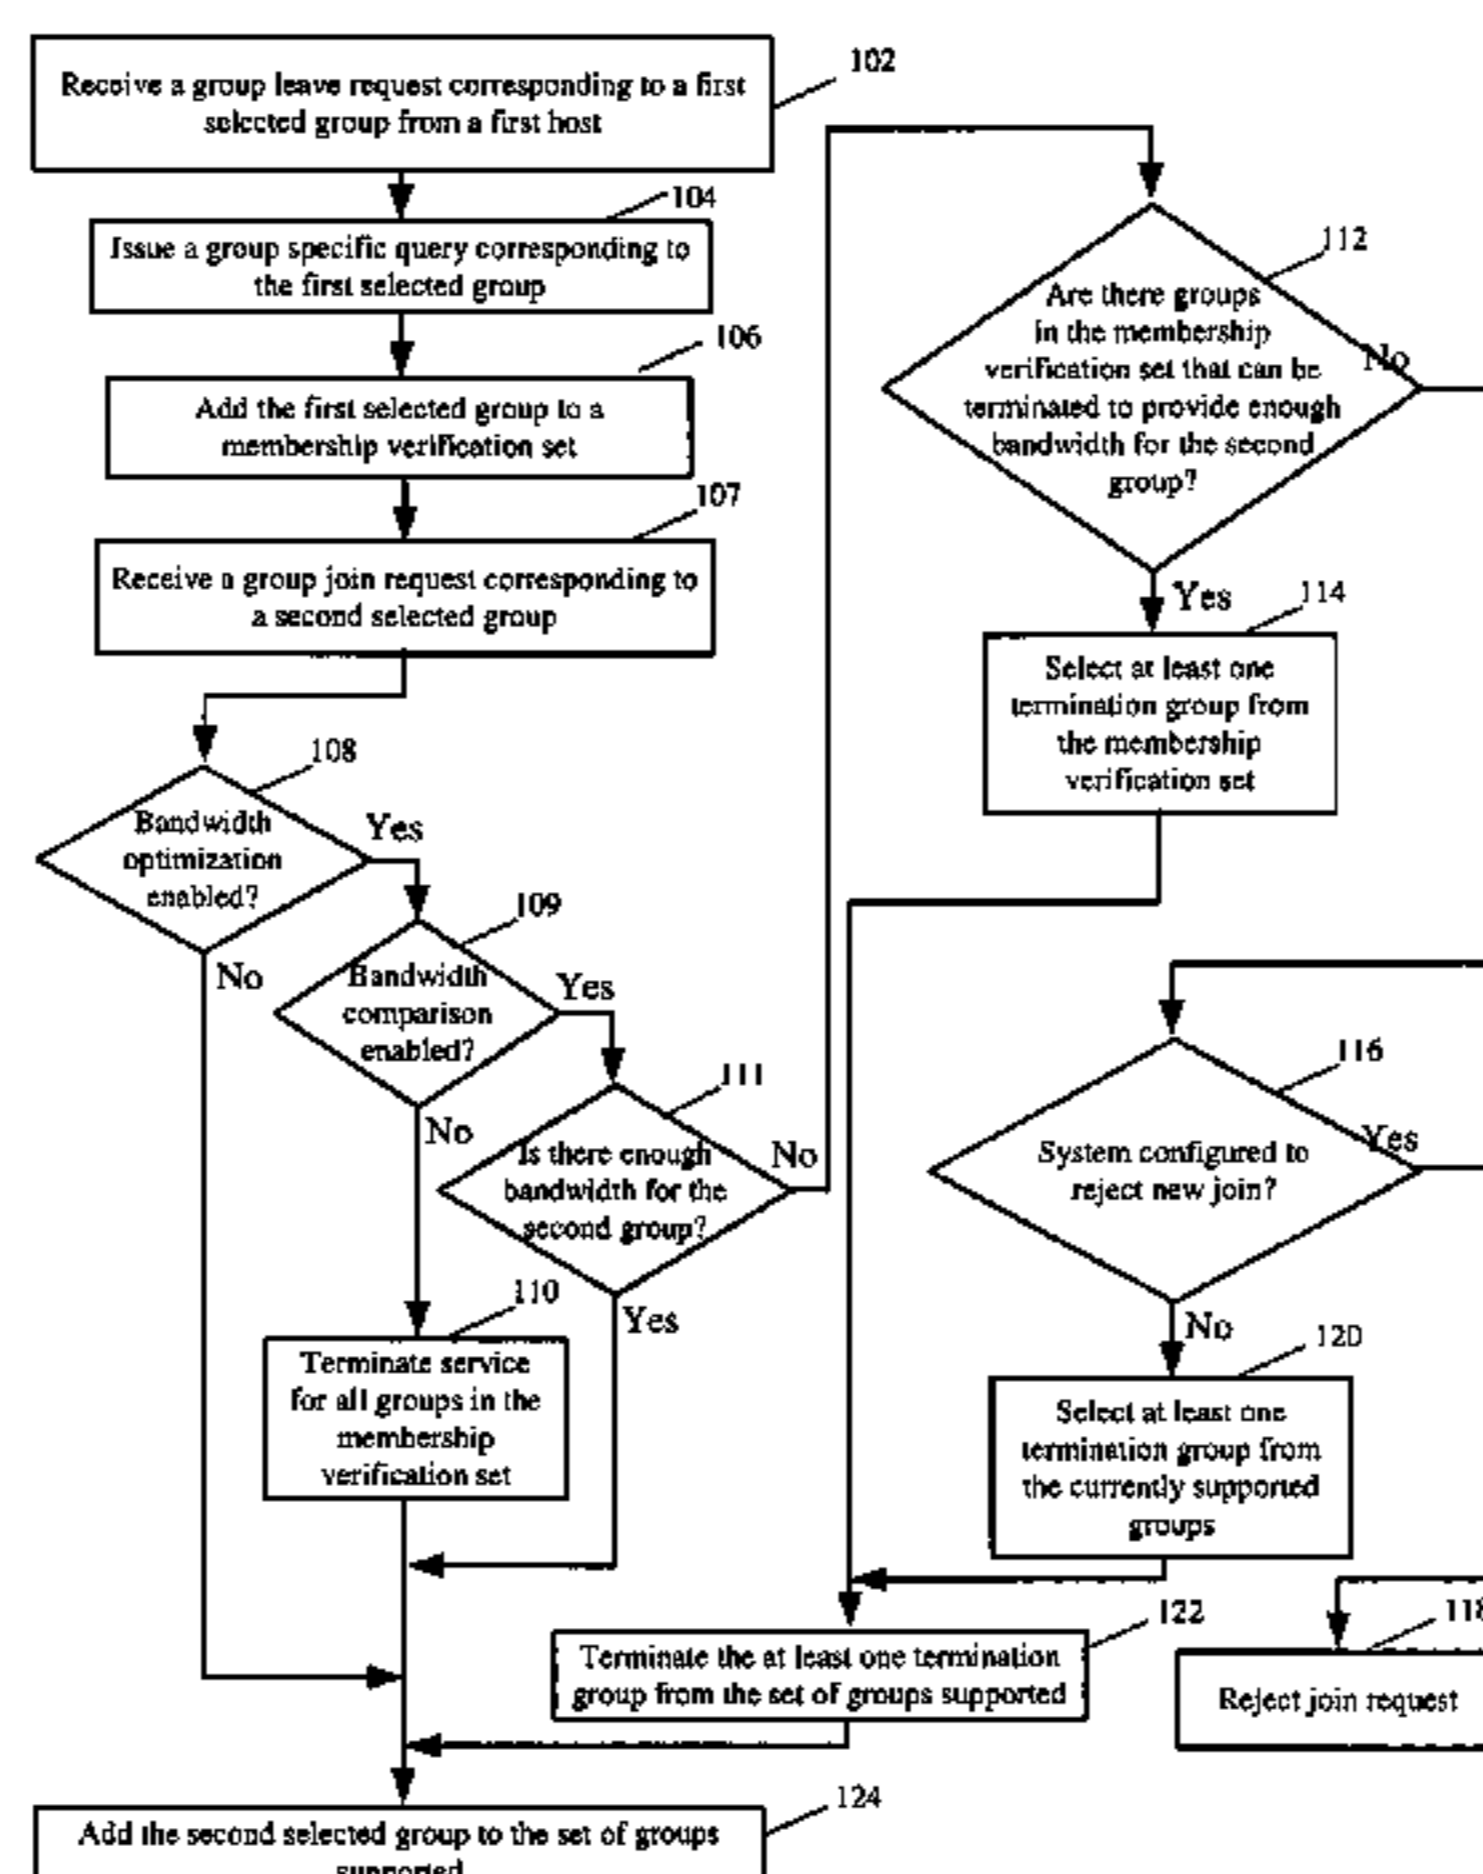 Receive a group leave request corresponding to a first
selected group from a first host
102
104
Issue a group specific query corresponding to
the first selected group
106
Add the first selected group to a
membership verification set
107
Receive a group join request corresponding to
a second selected group
108
Bandwidth
optimization
enabled?
Yes
No
109
Bandwidth
comparison
enabled?
Yes
No
111
Is there enough
bandwidth for the
second group?
No
Yes
110
Terminate service
for all groups in the
membership
verification set
112
Are there groups
in the membership
verification set that can be
terminated to provide enough
bandwidth for the second
group?
No
Yes
114
Select at least one
termination group from
the membership
verification set
116
System configured to
reject new join?
Yes
No
120
Select at least one
termination group from
the currently supported
groups
122
Terminate the at least one termination
group from the set of groups supported
118
Reject join request
124
Add the second selected group to the set of groups
supported